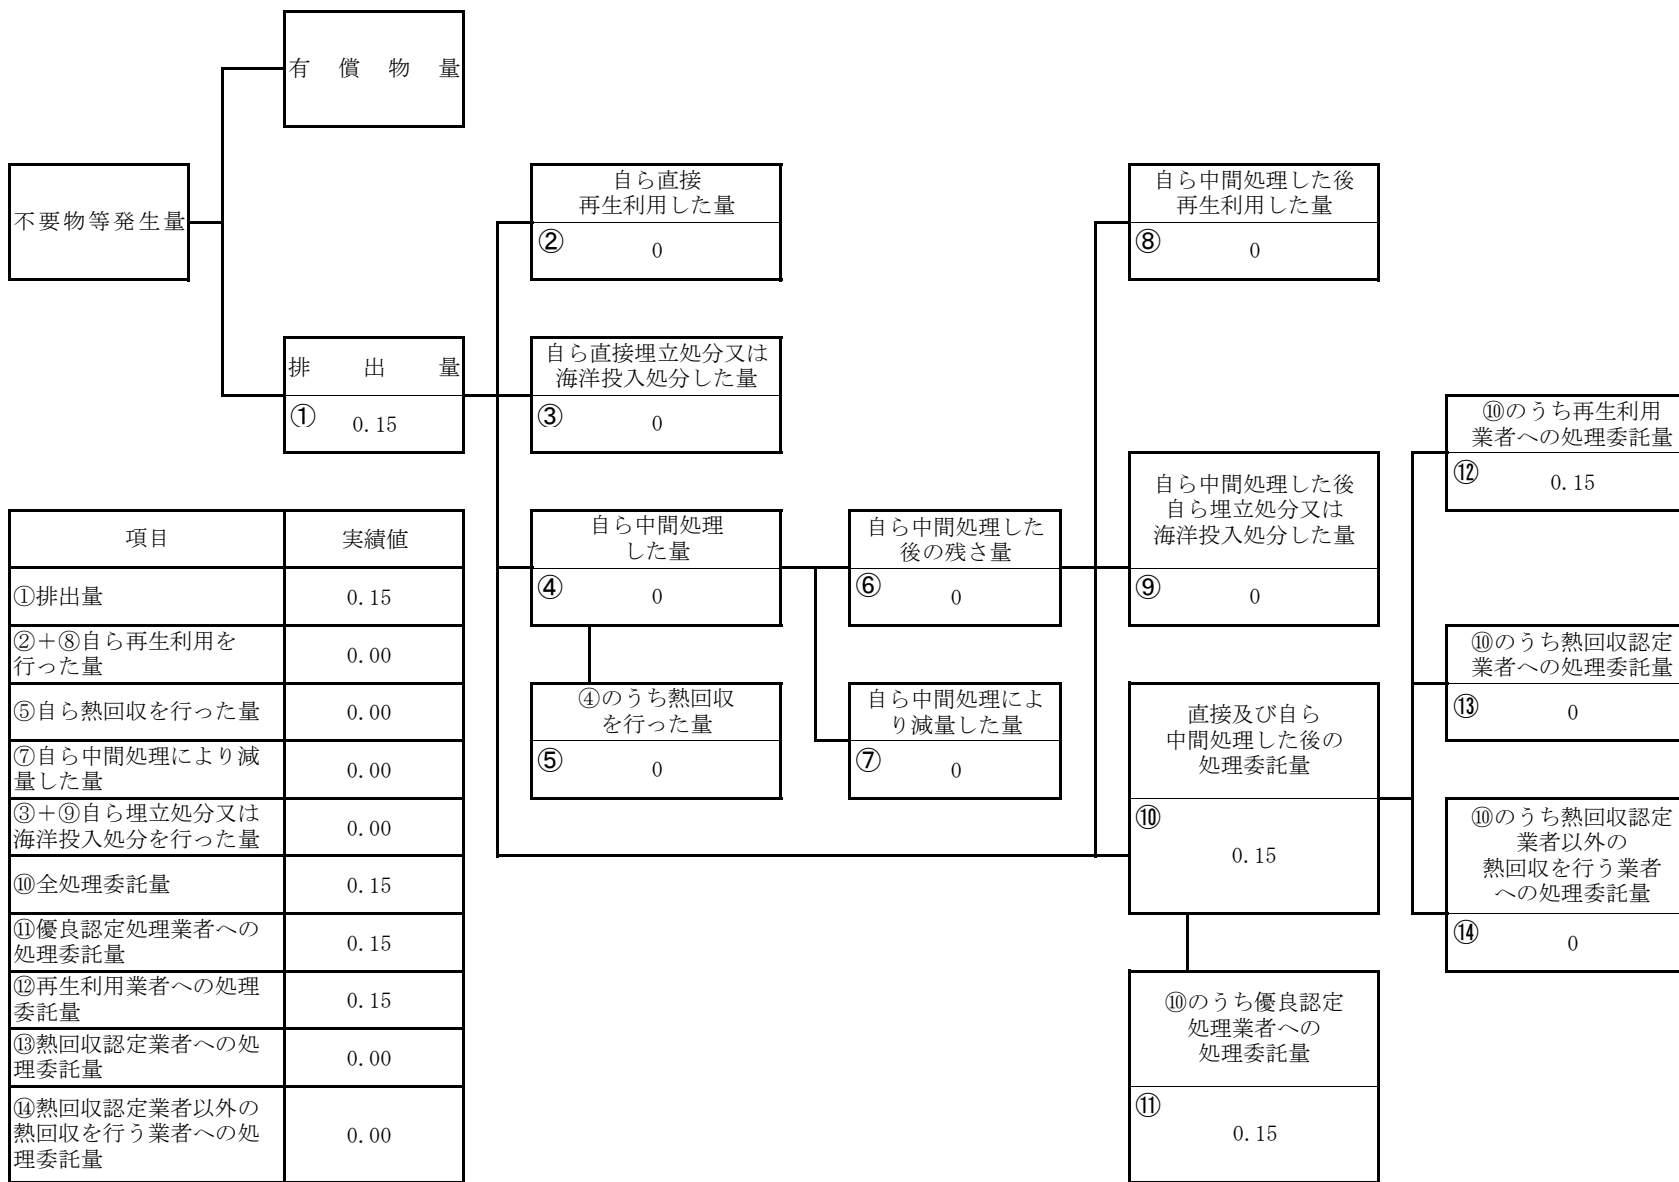 有償物量
不要物等発生量
排出量
① 0.15
自ら直接
再生利用した量
② 0
自ら直接埋立処分又は
海洋投入処分した量
③ 0
自ら中間処理
した量
④ 0
④のうち熱回収
を行った量
⑤ 0
自ら中間処理した
後の残さ量
⑥ 0
自ら中間処理によ
り減量した量
⑦ 0
自ら中間処理した後
再生利用した量
⑧ 0
自ら中間処理した後
自ら埋立処分又は
海洋投入処分した量
⑨ 0
直接及び自ら
中間処理した後の
処理委託量
⑩
0.15
⑩のうち優良認定
処理業者への
処理委託量
⑪
0.15
⑩のうち再生利用
業者への処理委託量
⑫ 0.15
⑩のうち熱回収認定
業者への処理委託量
⑬ 0
⑩のうち熱回収認定
業者以外の
熱回収を行う業者
への処理委託量
⑭ 0
項目 実績値
①排出量 0.15
②+⑧自ら再生利用を
行った量 0.00
⑤自ら熱回収を行った量 0.00
⑦自ら中間処理により減
量した量 0.00
③+⑨自ら埋立処分又は
海洋投入処分を行った量 0.00
⑩全処理委託量 0.15
⑪優良認定処理業者への
処理委託量 0.15
⑫再生利用業者への処理
委託量 0.15
⑬熱回収認定業者への処
理委託量 0.00
⑭熱回収認定業者以外の
熱回収を行う業者への処
理委託量 0.00